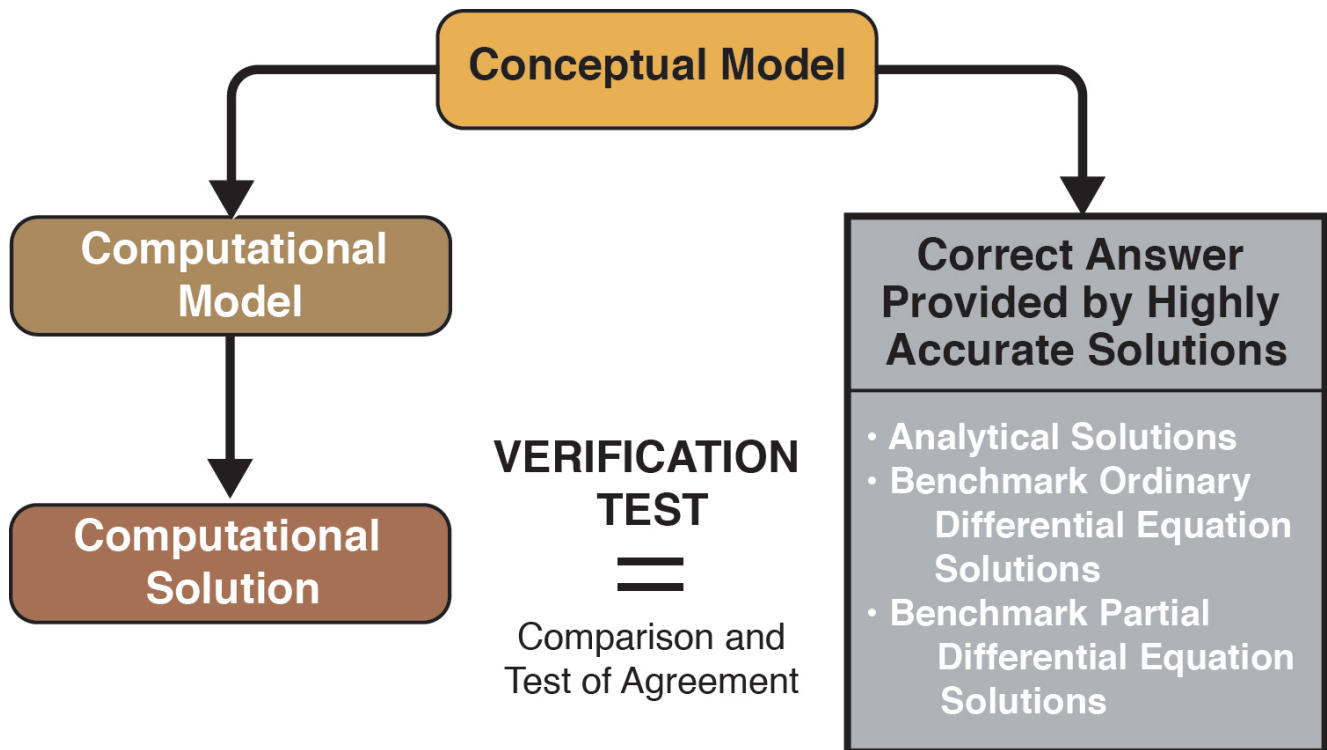 Conceptual Model
Computational
Model
Computational
Solution
VERIFICATION
TEST
=
Comparison and
Test of Agreement
Correct Answer
Provided by Highly
Accurate Solutions
· Analytical Solutions
· Benchmark Ordinary
Differential Equation
Solutions
· Benchmark Partial
Differential Equation
Solutions